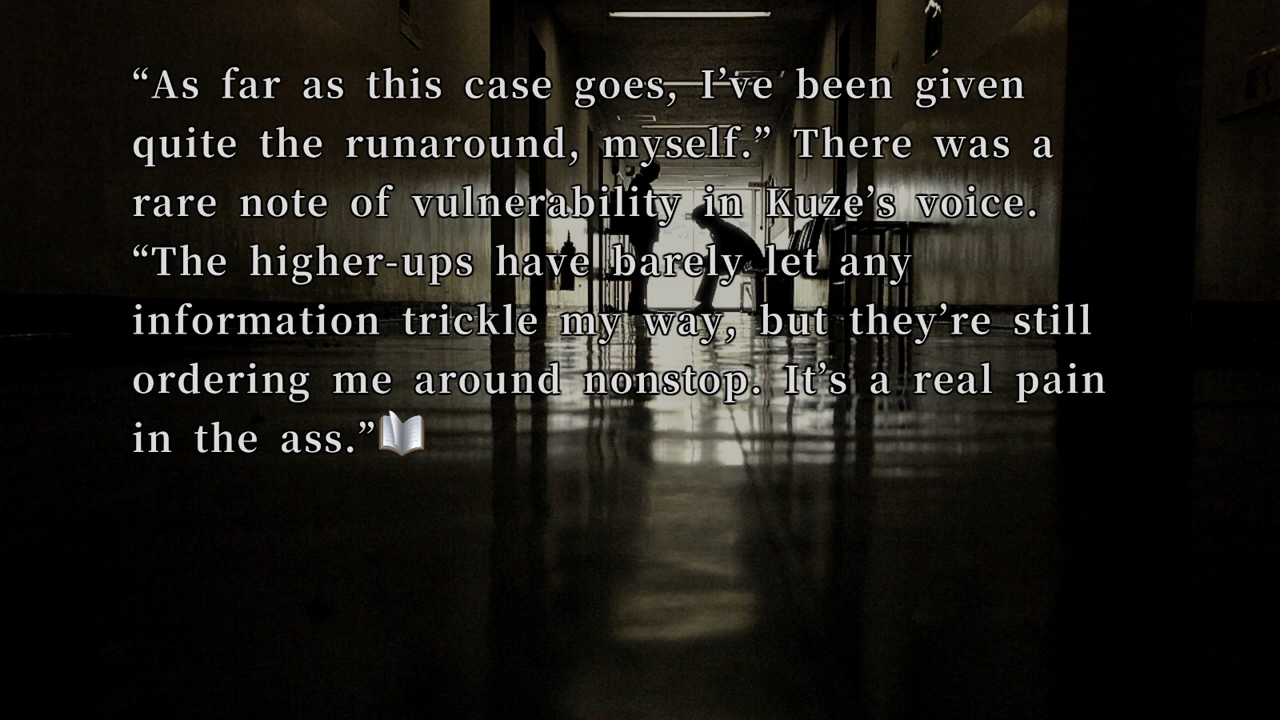 “As far as this case goes, I’ve been given
quite the runaround, myself.” There was a
rare note of vulnerability in Kuze’s voice.
“The higher-ups have barely let any
information trickle my way, but they’re still
ordering me around nonstop. It’s a real pain
in the ass.”